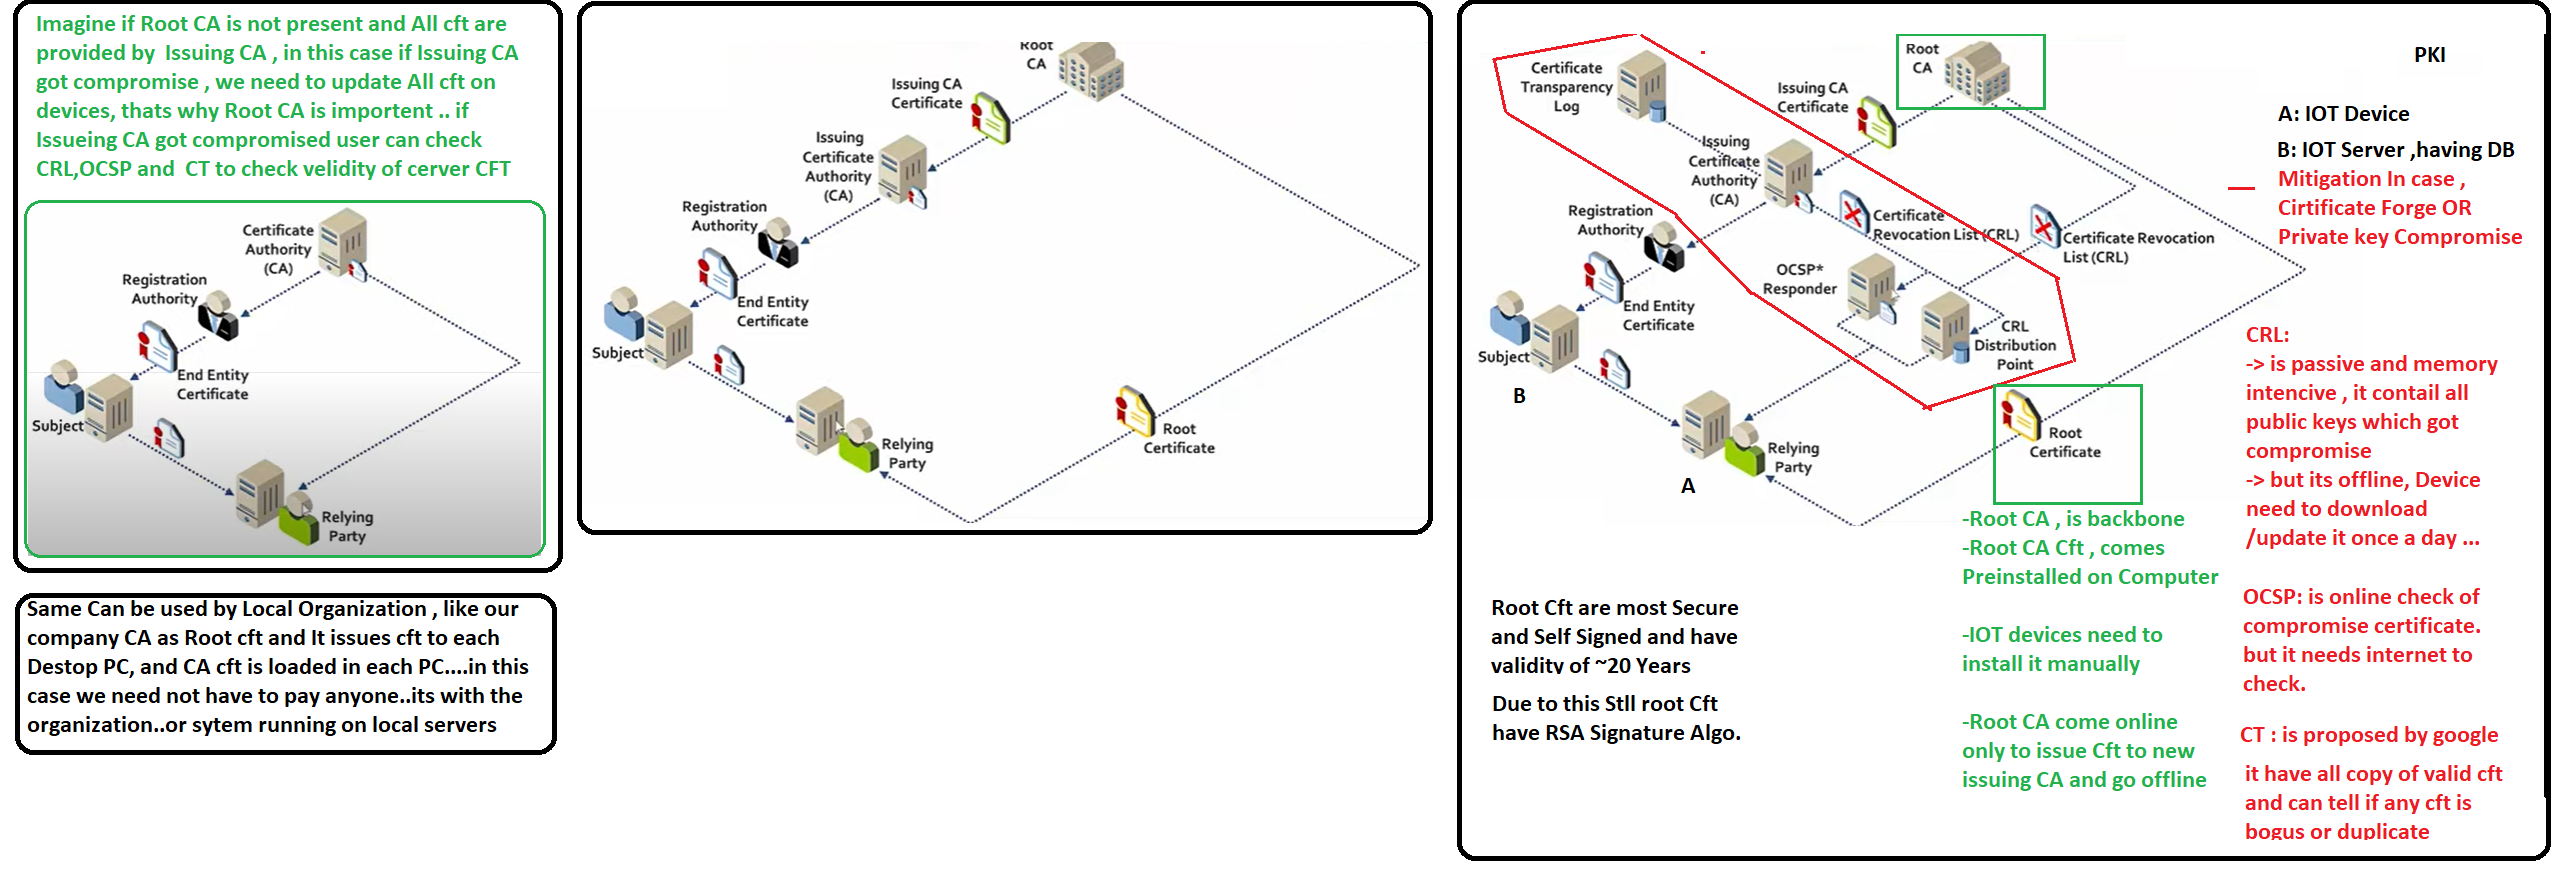 Imagine if Root CA is not present and All cft are
provided by Issuing CA , in this case if Issuing CA
got compromise , we need to update All cft on
devices, thats why Root CA is importent .. if
Issueing CA got compromised user can check
CRL,OCSP and CT to check velidity of cerver CFT
Certificate
Authority
(CA)
Registration
Authority
End Entity
Certificate
Subject
Relying
Party
Same Can be used by Local Organization , like our
company CA as Root cft and It issues cft to each
Destop PC, and CA cft is loaded in each PC....in this
case we need not have to pay anyone..its with the
organization..or sytem running on local servers
Root
CA
Issuing CA
Certificate
Issuing
Certificate
Authority
(CA)
Registration
Authority
End Entity
Certificate
Subject
Relying
Party
Root
Certificate
Certificate
Transparency
Log
Root
CA
Issuing CA
Certificate
Issuing
Certificate
Authority
(CA)
Registration
Authority
Certificate
Revocation List (CRL)
Certificate Revocation
List (CRL)
OCSP*
Responder
End Entity
Certificate
CRL
Distribution
Point
Subject
B
Relying
Party
A
Root
Certificate
PKI
A: IOT Device
B: IOT Server ,having DB
Mitigation In case ,
Cirtificate Forge OR
Private key Compromise
CRL:
-> is passive and memory
intencive , it contail all
public keys which got
compromise
-> but its offline, Device
need to download
/update it once a day ...
OCSP: is online check of
compromise certificate.
but it needs internet to
check.
CT : is proposed by google
it have all copy of valid cft
and can tell if any cft is
bogus or duplicate
-Root CA , is backbone
-Root CA Cft , comes
Preinstalled on Computer
-IOT devices need to
install it manually
-Root CA come online
only to issue Cft to new
issuing CA and go offline
Root Cft are most Secure
and Self Signed and have
validity of ~20 Years
Due to this Stll root Cft
have RSA Signature Algo.